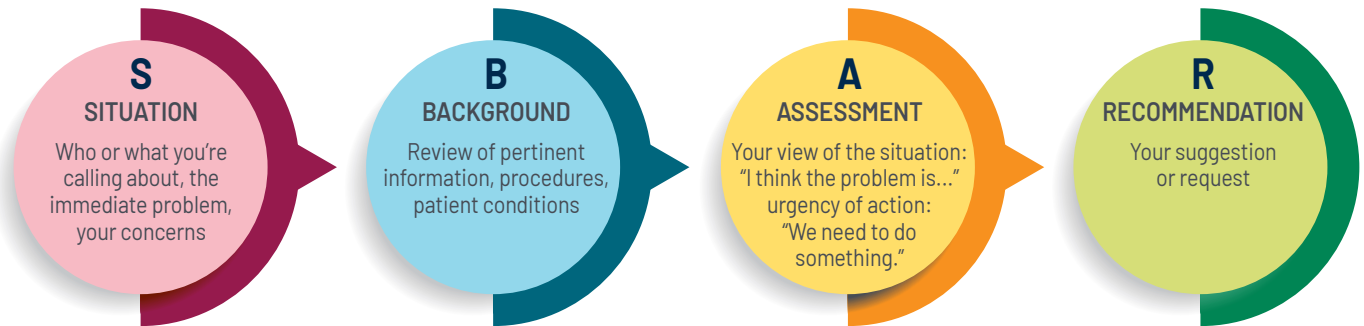 S
SITUATION
Who or what you're
calling about, the
immediate problem,
your concerns
B
BACKGROUND
Review of pertinent
information, procedures,
patient conditions
A
ASSESSMENT
Your view of the situation:
“I think the problem is...”
urgency of action:
“We need to do
something.”
R
RECOMMENDATION
Your suggestion
or request